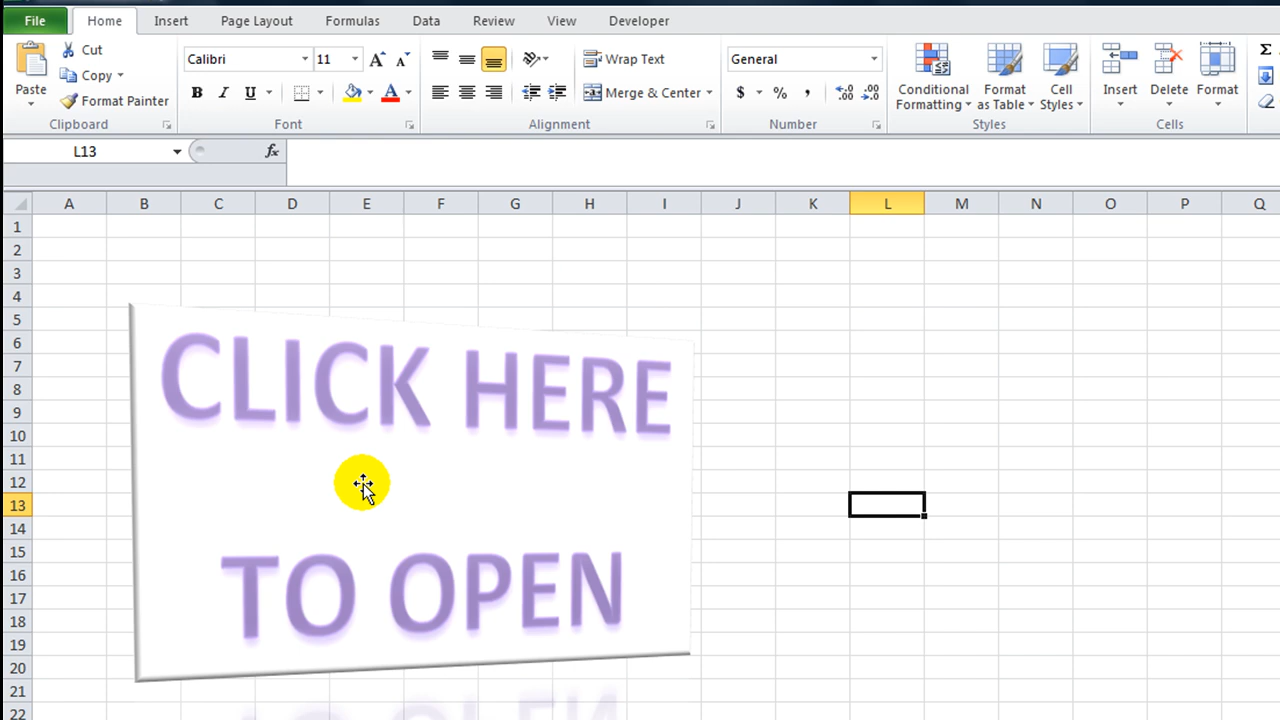 File Home Insert Page Layout Formulas Data Review View Developer
Paste Cut Copy Format Painter Clipboard
Calibri 11 B I U A Font
Wrap Text Merge & Center Alignment
General $ % , .0 .00 Number
Conditional Formatting Format as Table Cell Styles Styles
Insert Delete Format Cells
Σ
L13 fx
A B C D E F G H I J K L M N O P Q
1
2
3
4
5
6
7
8
9
10
11
12
13
14
15
16
17
18
19
20
21
22
CLICK HERE
TO OPEN